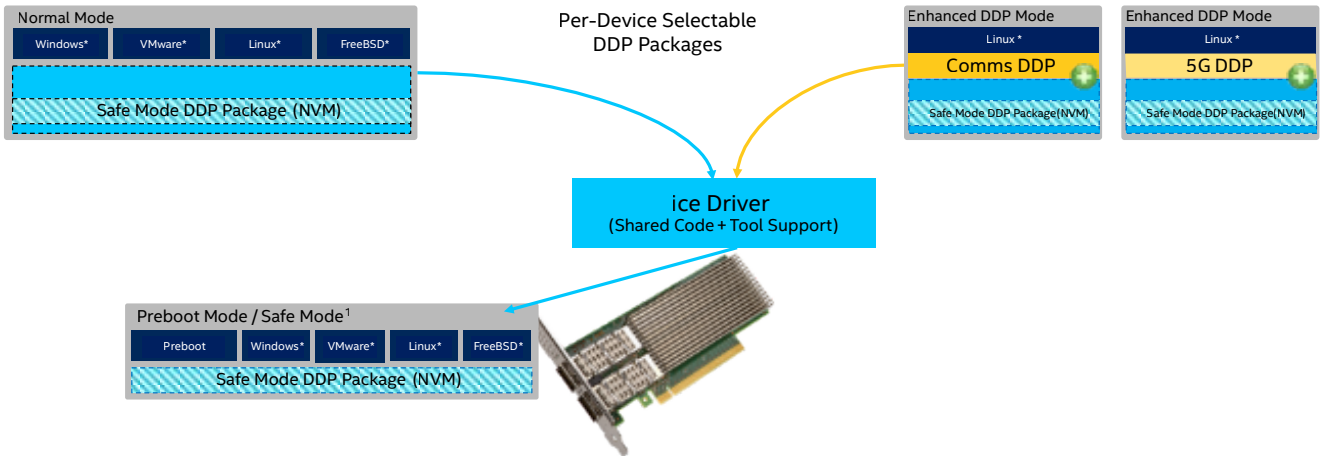 Normal Mode
Windows* VMware* Linux* FreeBSD*
Safe Mode DDP Package (NVM)
Per-Device Selectable
DDP Packages
Enhanced DDP Mode
Linux *
Comms DDP
Safe Mode DDP Package(NVM)
Enhanced DDP Mode
Linux *
5G DDP
Safe Mode DDP Package(NVM)
ice Driver
(Shared Code + Tool Support)
Preboot Mode / Safe Mode¹
Preboot Windows* VMware* Linux* FreeBSD*
Safe Mode DDP Package (NVM)